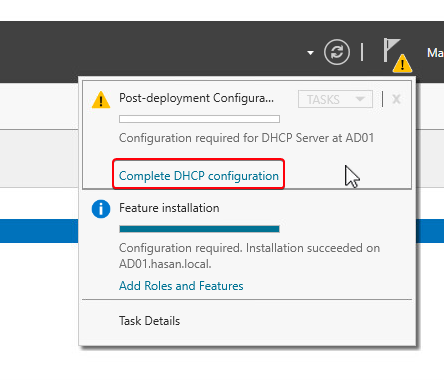 Ma
Post-deployment Configura...
TASKS
x
Configuration required for DHCP Server at AD01
Complete DHCP configuration
Feature installation
Configuration required. Installation succeeded on
AD01.hasan.local.
Add Roles and Features
Task Details